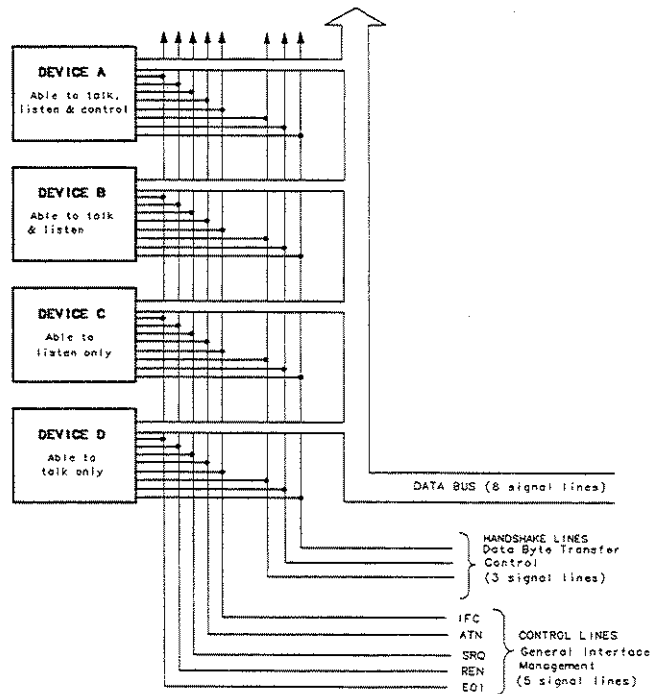 DEVICE A
Able to talk,
listen & control
DEVICE B
Able to talk
& listen
DEVICE C
Able to
listen only
DEVICE D
Able to
talk only
DATA BUS (8 signal lines)
HANDSHAKE LINES
Data Byte Transfer
Control
(3 signal lines)
IFC
ATN
SRQ
REN
EOI
CONTROL LINES
General Interface
Management
(5 signal lines)